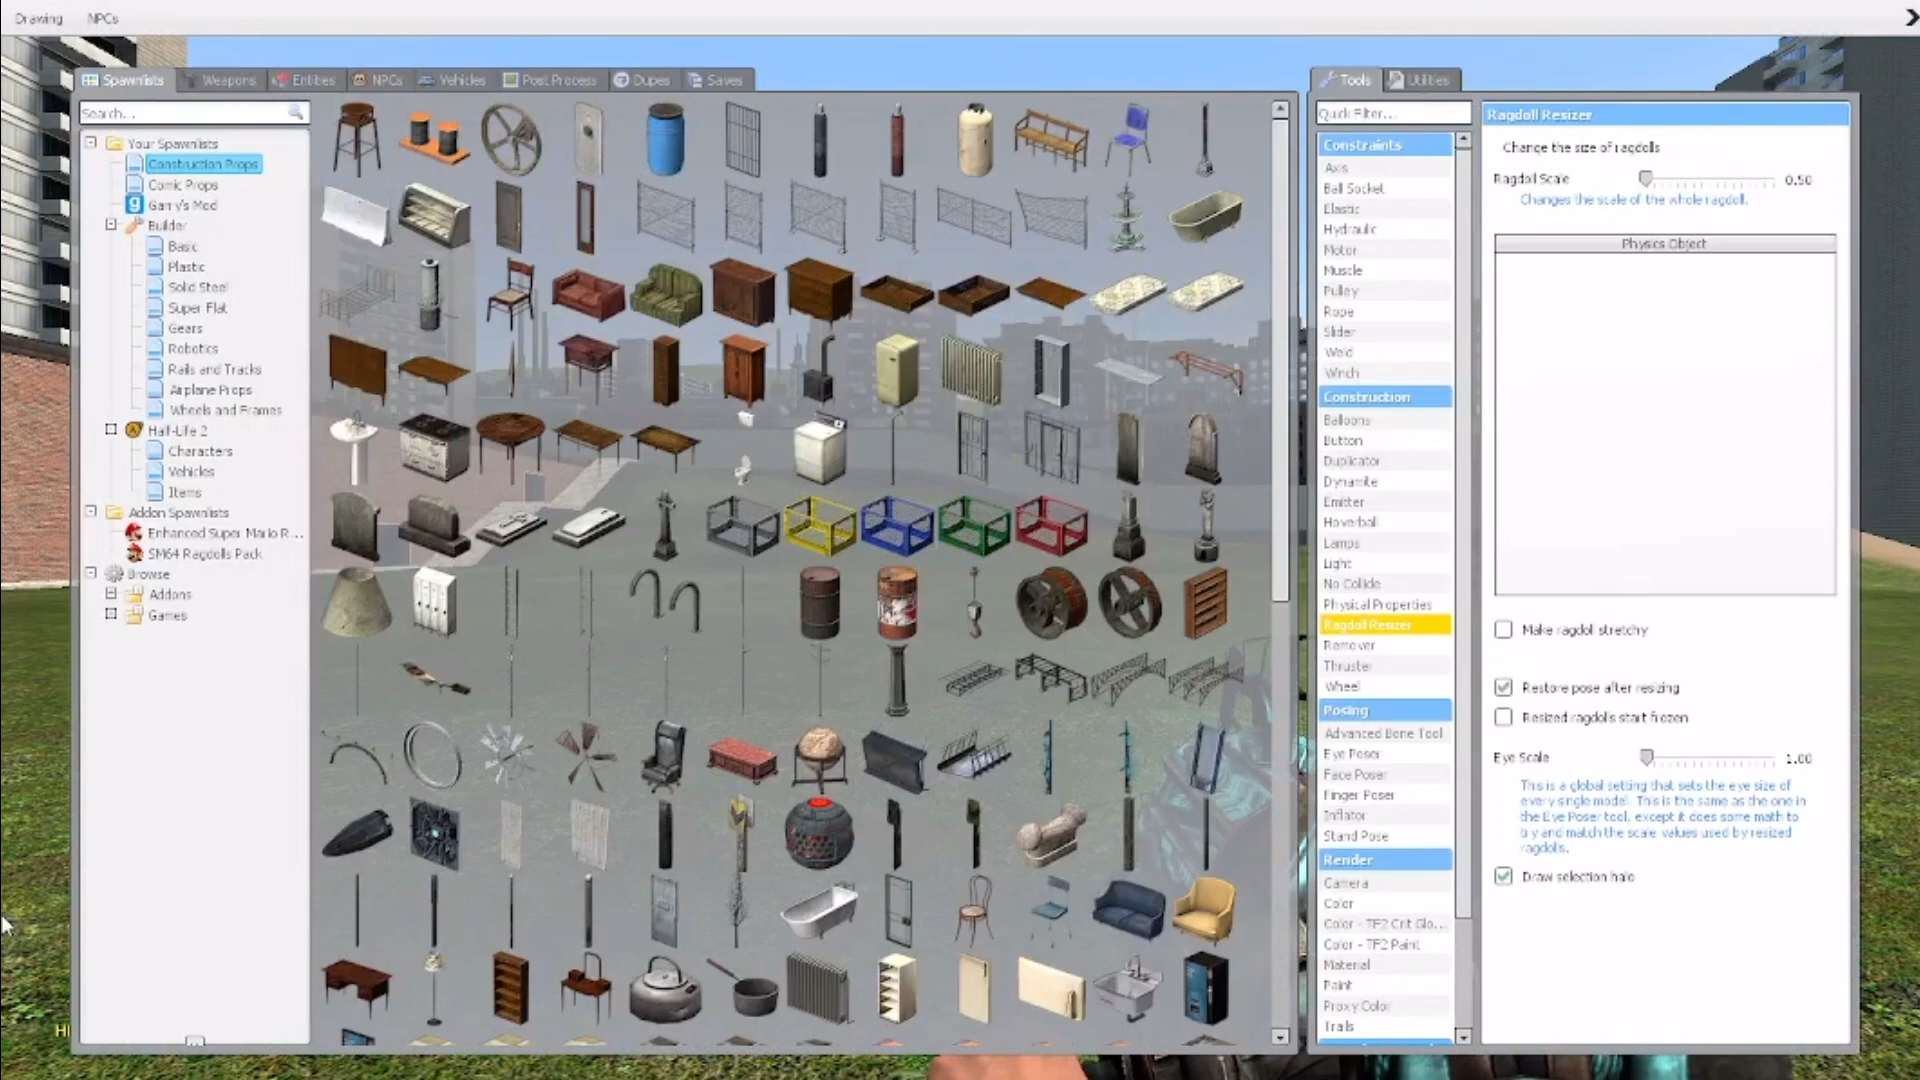 Drawing NPCs
Spawnlists Weapons Entities NPCs Vehicles Post Process Dupes Saves
Search...
Your Spawnlists
Construction Props
Comic Props
Garry's Mod
Builder
Basic
Plastic
Solid Steel
Super Flat
Gears
Robotics
Rails and Tracks
Airplane Props
Wheels and Frames
Half-Life 2
Characters
Vehicles
Items
Addon Spawnlists
Enhanced Super Mario R...
SM64 Ragdolls Pack
Browse
Addons
Games
Tools Utilities
Quick Filter...
Constraints
Axis
Ball Socket
Elastic
Hydraulic
Motor
Muscle
Pulley
Rope
Slider
Weld
Winch
Construction
Balloons
Button
Duplicator
Dynamite
Emitter
Hoverball
Lamps
Light
No Collide
Physical Properties
Ragdoll Resizer
Remover
Thruster
Wheel
Posing
Advanced Bone Tool
Eye Poser
Face Poser
Finger Poser
Inflator
Stand Pose
Render
Camera
Color
Color - TF2 Crit Glo...
Color - TF2 Paint
Material
Paint
Proxy Color
Trails
Ragdoll Resizer
Change the size of ragdolls
Ragdoll Scale 0.50
Changes the scale of the whole ragdoll.
Physics Object
Make ragdoll stretchy
Restore pose after resizing
Resized ragdolls start frozen
Eye Scale 1.00
This is a global setting that sets the eye size of
every single model. This is the same as the one in
the Eye Poser tool, except it does some math to
try and match the scale values used by resized
ragdolls.
Draw selection halo